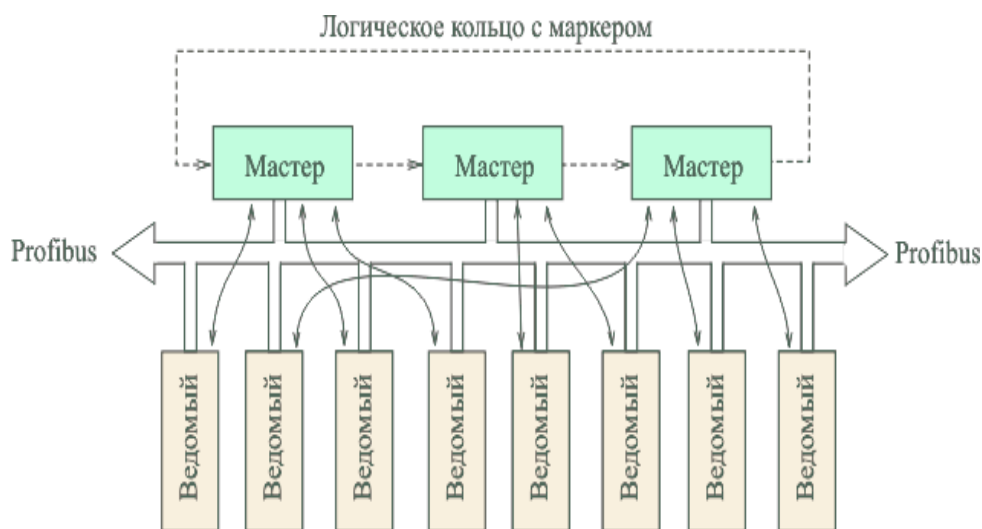 Логическое кольцо с маркером
Мастер
Мастер
Мастер
Profibus
Profibus
Ведомый
Ведомый
Ведомый
Ведомый
Ведомый
Ведомый
Ведомый
Ведомый